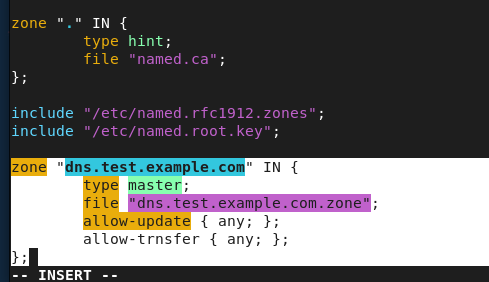 zone "." IN {
type hint;
file "named.ca";
};
include "/etc/named.rfc1912.zones";
include "/etc/named.root.key";
zone "dns.test.example.com" IN {
type master;
file "dns.test.example.com.zone";
allow-update { any; };
allow-trnsfer { any; };
};
-- INSERT --